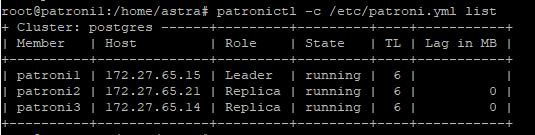 root@patroni1:/home/astra# patronictl -c /etc/patroni.yml list
+ Cluster: postgres ------+---------+---------+----+-----------+
| Member   | Host         | Role    | State   | TL | Lag in MB |
+----------+--------------+---------+---------+----+-----------+
| patroni1 | 172.27.65.15 | Leader  | running |  6 |           |
| patroni2 | 172.27.65.21 | Replica | running |  6 |         0 |
| patroni3 | 172.27.65.14 | Replica | running |  6 |         0 |
+----------+--------------+---------+---------+----+-----------+